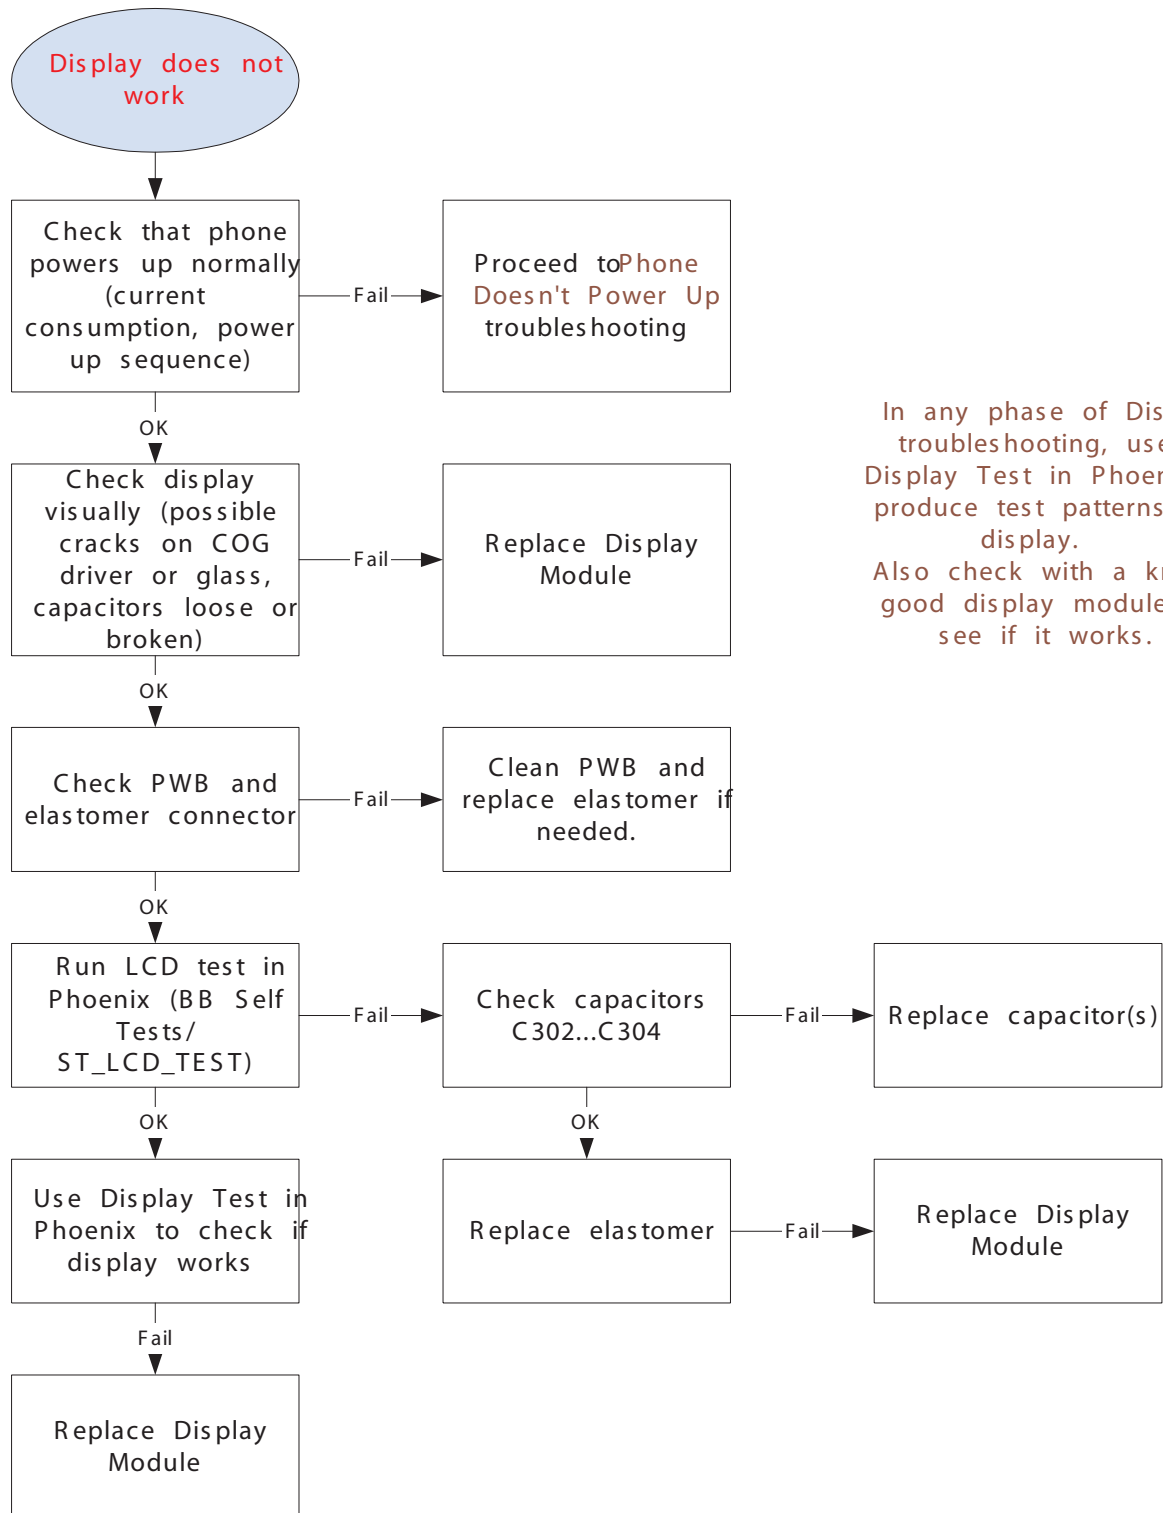 Display does not
work
Check that phone
powers up normally
(current
consumption, power
up sequence)
Fail
Proceed to Phone
Doesn't Power Up
troubleshooting
OK
Check display
visually (possible
cracks on COG
driver or glass,
capacitors loose or
broken)
Fail
Replace Display
Module
In any phase of
troubleshooting,
Display Test in
produce test patterns
display.
Also check with a
good display module
see if it works.
OK
Check PWB and
elastomer connector
Fail
Clean PWB and
replace elastomer if
needed.
OK
Run LCD test in
Phoenix (BB Self
Tests/
ST_LCD_TEST)
Fail
Check capacitors
C302...C304
Fail
Replace capacitor(s)
OK
OK
Use Display Test in
Phoenix to check if
display works
Replace elastomer
Fail
Replace Display
Module
Fail
Replace Display
Module